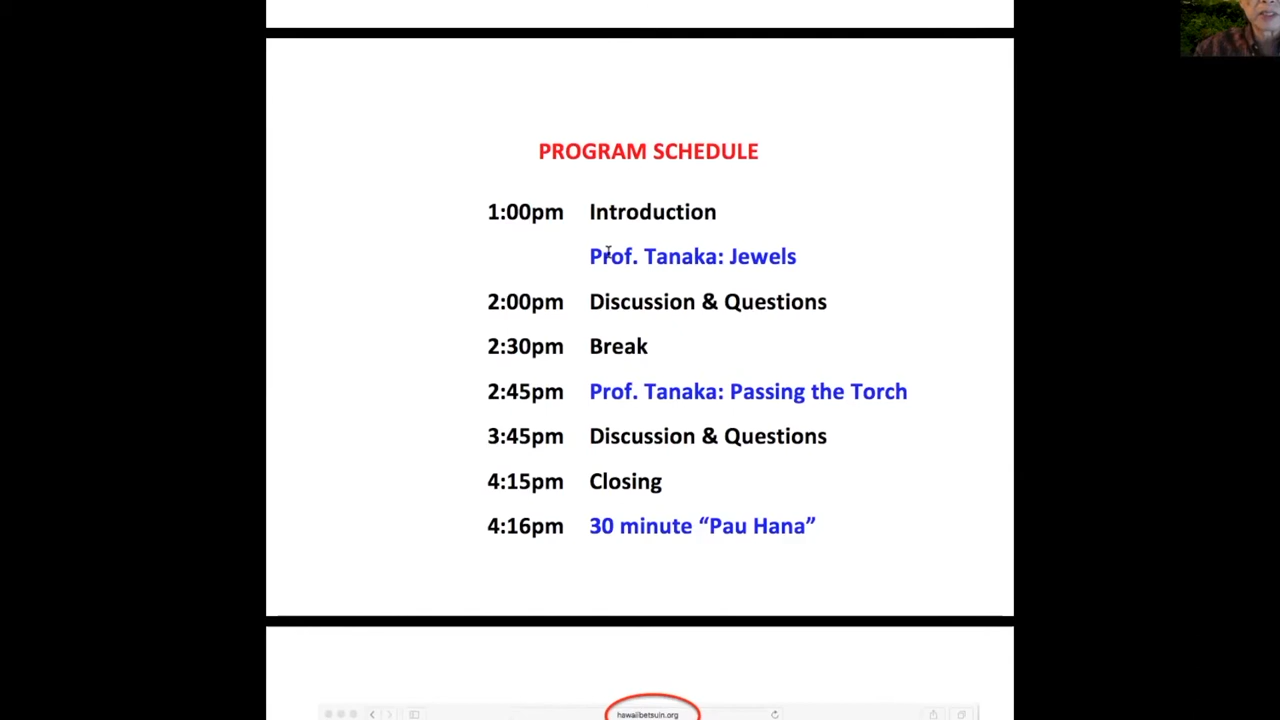 PROGRAM SCHEDULE
1:00pm Introduction
Prof. Tanaka: Jewels
2:00pm Discussion & Questions
2:30pm Break
2:45pm Prof. Tanaka: Passing the Torch
3:45pm Discussion & Questions
4:15pm Closing
4:16pm 30 minute “Pau Hana”
hawaiibetsuin.org